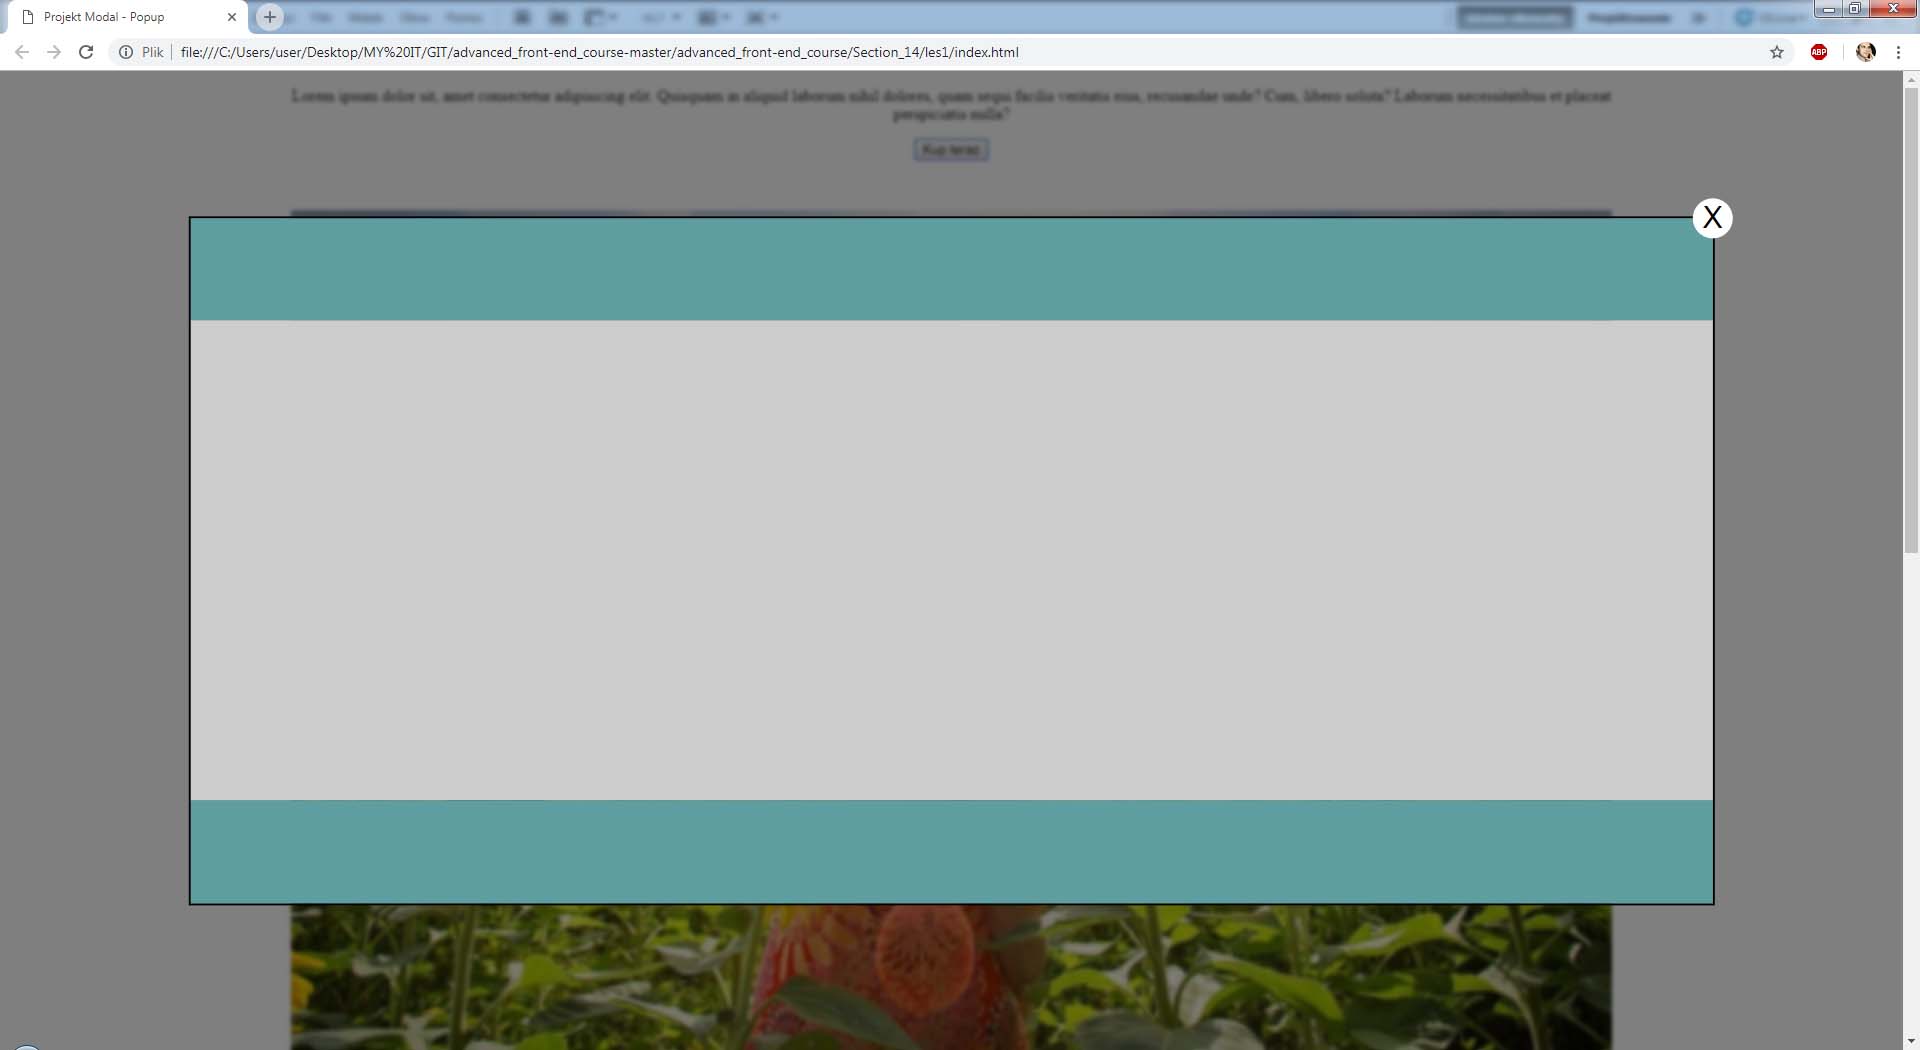 Projekt Modal - Popup
Plik file:///C:/Users/user/Desktop/MY%20IT/GIT/advanced_front-end_course-master/advanced_front-end_course/Section_14/les1/index.html
ABP
Lorem ipsum dolor sit, amet consectetur adipisicing elit. Quisquam in aliquid laborum nihil dolores, quam sequi facilis veritatis eius, recusandae unde? Cum, libero soluta? Laborum necessitatibus et placeat
perspiciatis nulla?
Kup teraz
X